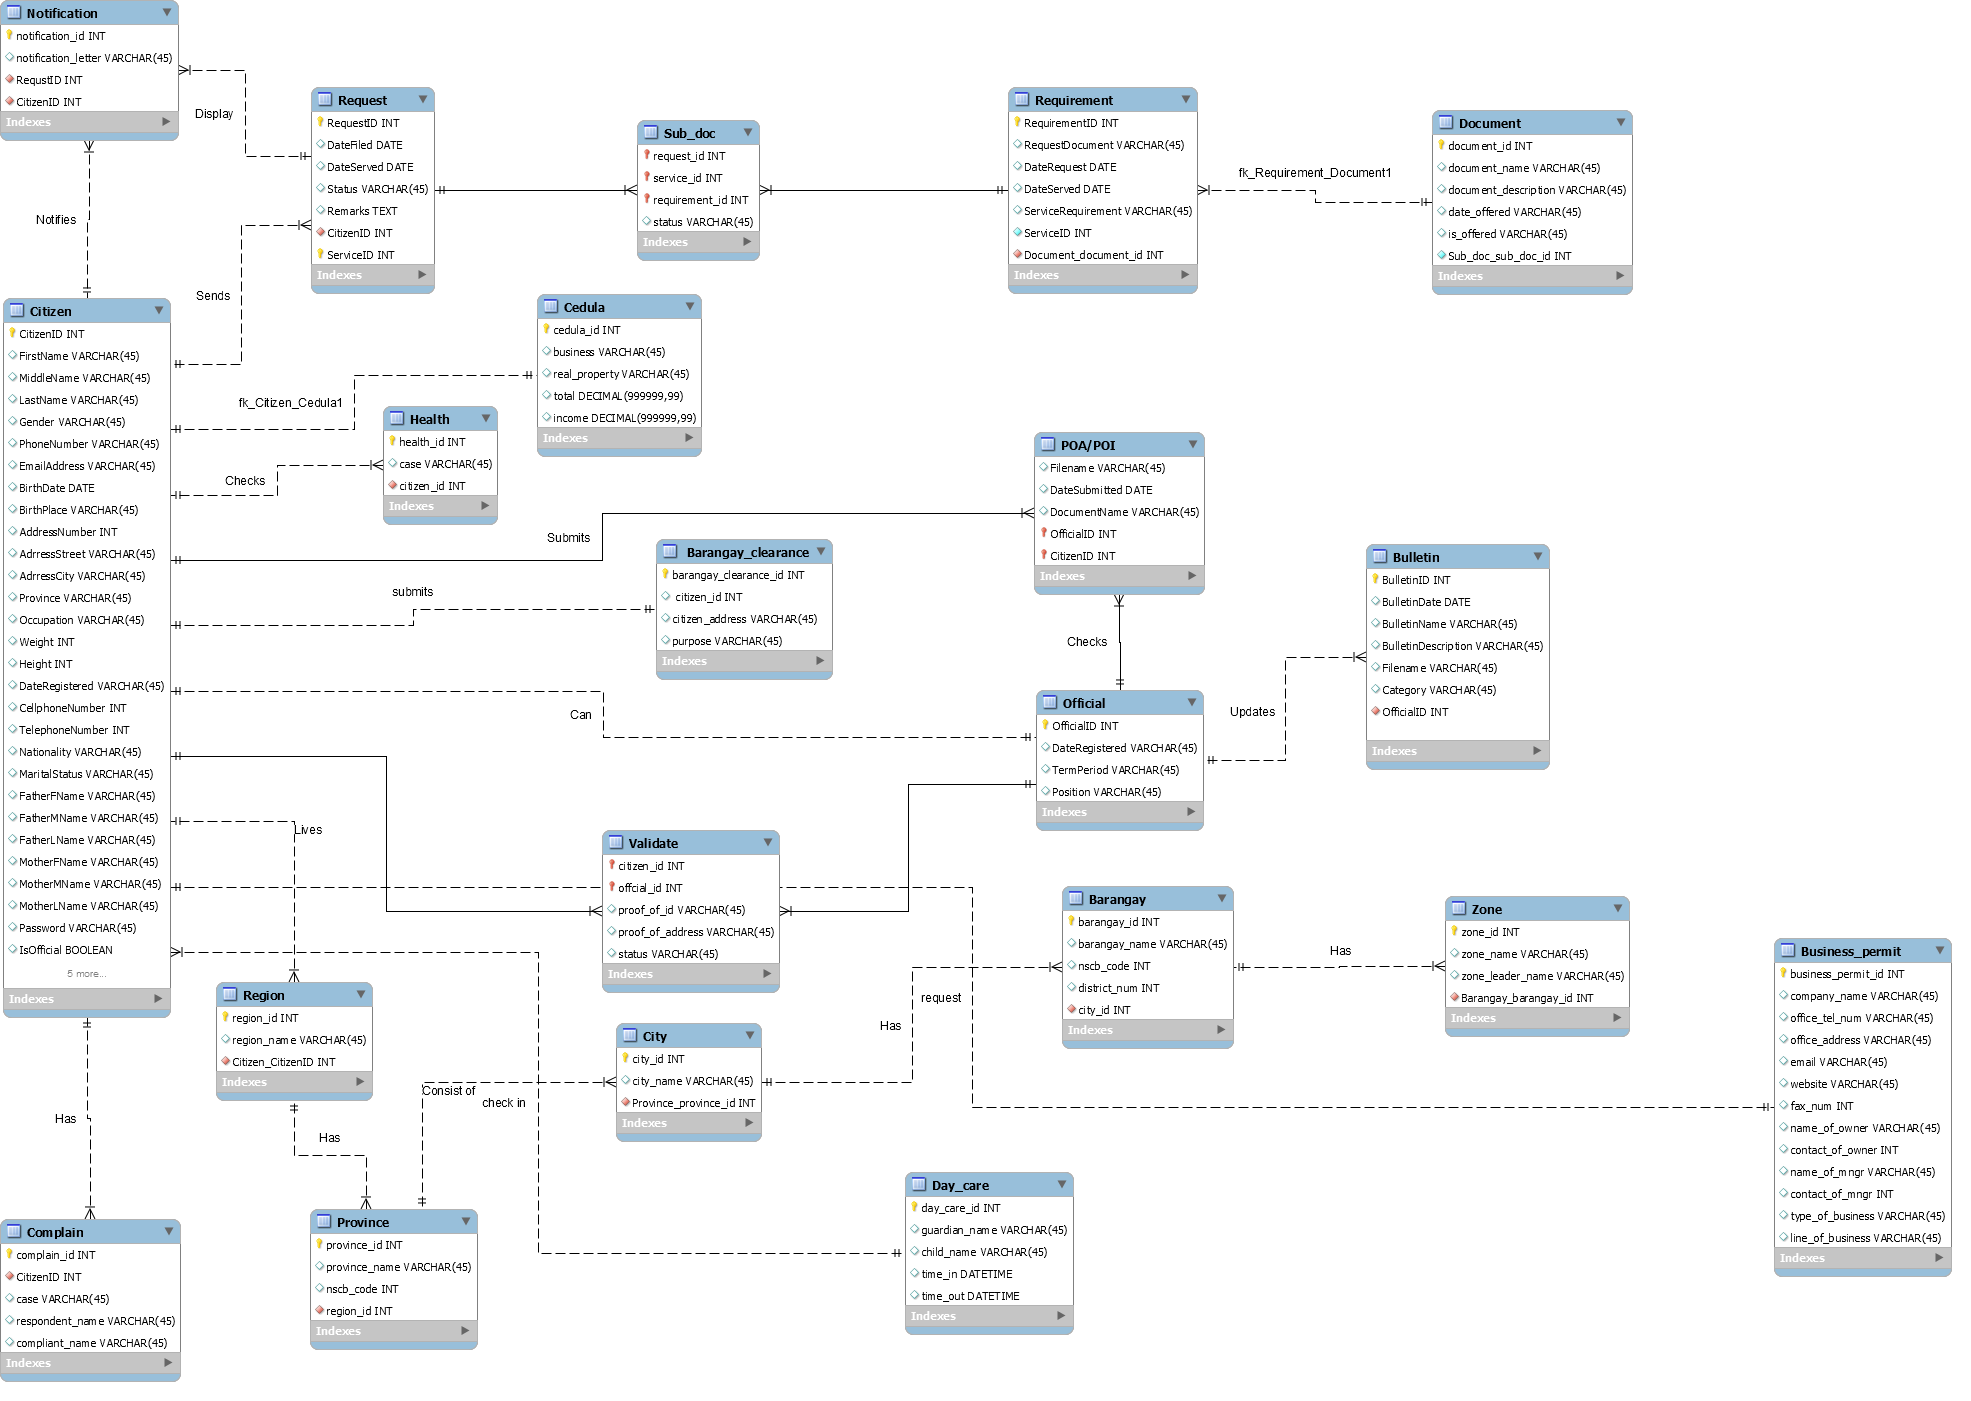 Notification
notification_id INT
notification_letter VARCHAR(45)
RequstID INT
CitizenID INT
Indexes
Display
Request
RequestID INT
DateFiled DATE
DateServed DATE
Status VARCHAR(45)
Remarks TEXT
CitizenID INT
ServiceID INT
Indexes
Sub_doc
request_id INT
service_id INT
requirement_id INT
status VARCHAR(45)
Indexes
Requirement
RequirementID INT
RequestDocument VARCHAR(45)
DateRequest DATE
DateServed DATE
ServiceRequirement VARCHAR(45)
ServiceID INT
Document_document_id INT
Indexes
fk_Requirement_Document1
Document
document_id INT
document_name VARCHAR(45)
document_description VARCHAR(45)
date_offered VARCHAR(45)
is_offered VARCHAR(45)
Sub_doc_sub_doc_id INT
Indexes
Notifies
Sends
Citizen
CitizenID INT
FirstName VARCHAR(45)
MiddleName VARCHAR(45)
LastName VARCHAR(45)
Gender VARCHAR(45)
PhoneNumber VARCHAR(45)
EmailAddress VARCHAR(45)
BirthDate DATE
BirthPlace VARCHAR(45)
AddressNumber INT
AdrressStreet VARCHAR(45)
AdrressCity VARCHAR(45)
Province VARCHAR(45)
Occupation VARCHAR(45)
Weight INT
Height INT
DateRegistered VARCHAR(45)
CellphoneNumber INT
TelephoneNumber INT
Nationality VARCHAR(45)
MaritalStatus VARCHAR(45)
FatherFName VARCHAR(45)
FatherMName VARCHAR(45)
FatherLName VARCHAR(45)
MotherFName VARCHAR(45)
MotherMName VARCHAR(45)
MotherLName VARCHAR(45)
Password VARCHAR(45)
IsOfficial BOOLEAN
5 more...
Indexes
fk_Citizen_Cedula1
Cedula
cedula_id INT
business VARCHAR(45)
real_property VARCHAR(45)
total DECIMAL(999999,99)
income DECIMAL(999999,99)
Indexes
Checks
Health
health_id INT
case VARCHAR(45)
citizen_id INT
Indexes
Submits
POA/POI
Filename VARCHAR(45)
DateSubmitted DATE
DocumentName VARCHAR(45)
OfficialID INT
CitizenID INT
Indexes
submits
Barangay_clearance
barangay_clearance_id INT
citizen_id INT
citizen_address VARCHAR(45)
purpose VARCHAR(45)
Indexes
Checks
Bulletin
BulletinID INT
BulletinDate DATE
BulletinName VARCHAR(45)
BulletinDescription VARCHAR(45)
Filename VARCHAR(45)
Category VARCHAR(45)
OfficialID INT
Indexes
Can
Updates
Official
OfficialID INT
DateRegistered VARCHAR(45)
TermPeriod VARCHAR(45)
Position VARCHAR(45)
Indexes
Lives
Validate
citizen_id INT
offcial_id INT
proof_of_id VARCHAR(45)
proof_of_address VARCHAR(45)
status VARCHAR(45)
Indexes
Barangay
barangay_id INT
barangay_name VARCHAR(45)
nscb_code INT
district_num INT
city_id INT
Indexes
Has
Zone
zone_id INT
zone_name VARCHAR(45)
zone_leader_name VARCHAR(45)
Barangay_barangay_id INT
Indexes
Business_permit
business_permit_id INT
company_name VARCHAR(45)
office_tel_num VARCHAR(45)
office_address VARCHAR(45)
email VARCHAR(45)
website VARCHAR(45)
fax_num INT
name_of_owner VARCHAR(45)
contact_of_owner INT
name_of_mngr VARCHAR(45)
contact_of_mngr INT
type_of_business VARCHAR(45)
line_of_business VARCHAR(45)
Indexes
Region
region_id INT
region_name VARCHAR(45)
Citizen_CitizenID INT
Indexes
request
Has
City
city_id INT
city_name VARCHAR(45)
Province_province_id INT
Indexes
Consist of
check in
Has
Has
Province
province_id INT
province_name VARCHAR(45)
nscb_code INT
region_id INT
Indexes
Day_care
day_care_id INT
guardian_name VARCHAR(45)
child_name VARCHAR(45)
time_in DATETIME
time_out DATETIME
Indexes
Complain
complain_id INT
CitizenID INT
case VARCHAR(45)
respondent_name VARCHAR(45)
compliant_name VARCHAR(45)
Indexes